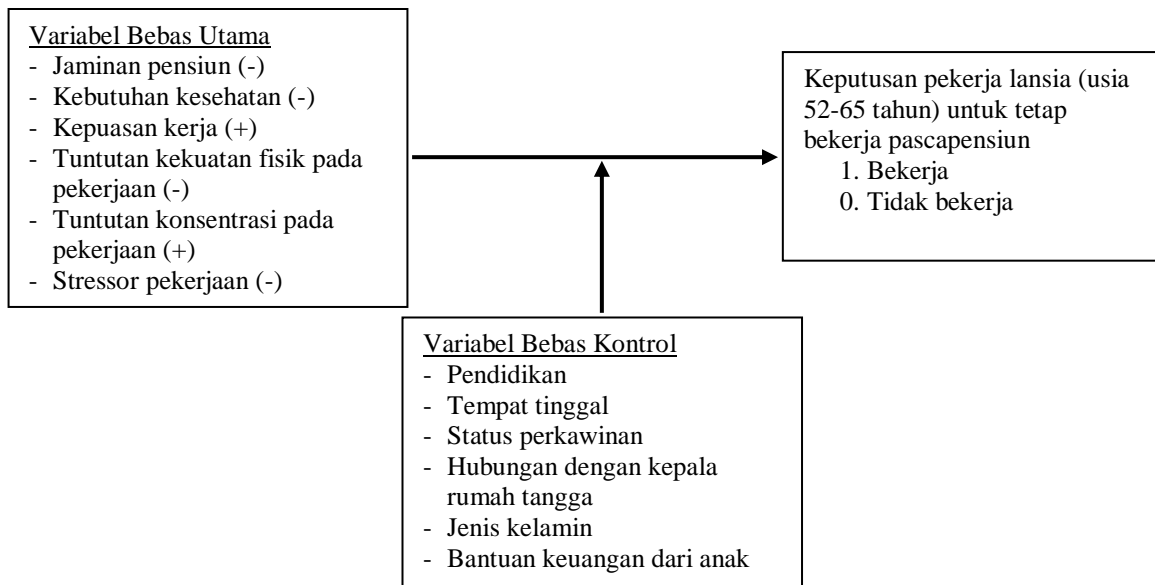 Variabel Bebas Utama
- Jaminan pensiun (-)
- Kebutuhan kesehatan (-)
- Kepuasan kerja (+)
- Tuntutan kekuatan fisik pada
pekerjaan (-)
- Tuntutan konsentrasi pada
pekerjaan (+)
- Stressor pekerjaan (-)
Keputusan pekerja lansia (usia
52-65 tahun) untuk tetap
bekerja pascapensiun
1. Bekerja
0. Tidak bekerja
Variabel Bebas Kontrol
- Pendidikan
- Tempat tinggal
- Status perkawinan
- Hubungan dengan kepala
rumah tangga
- Jenis kelamin
- Bantuan keuangan dari anak